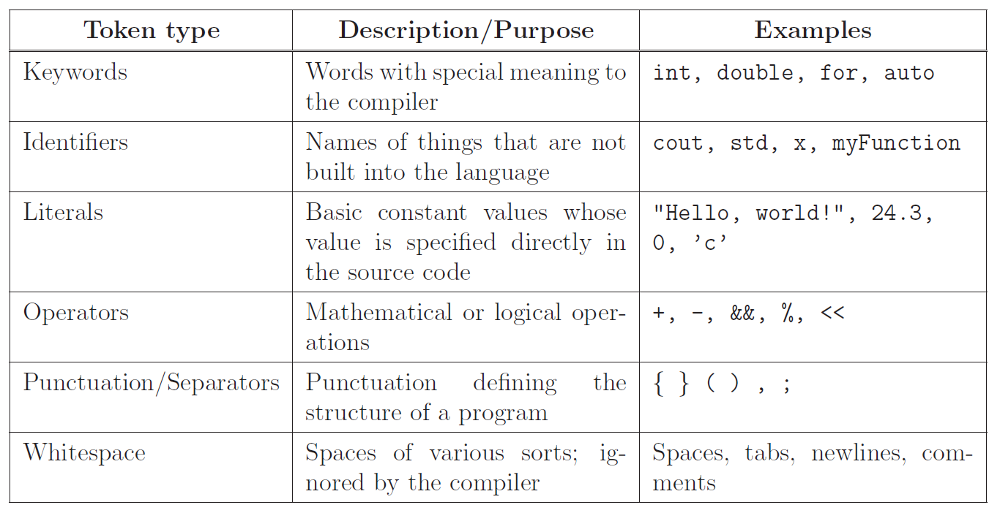 Token type Description/Purpose Examples
Keywords Words with special meaning to int, double, for, auto
the compiler
Identifiers Names of things that are not cout, std, x, myFunction
built into the language
Literals Basic constant values whose "Hello, world!", 24.3,
value is specified directly in 0, ’c’
the source code
Operators Mathematical or logical oper- +, -, &&, %, <<
ations
Punctuation/Separators Punctuation defining the { } ( ) , ;
structure of a program
Whitespace Spaces of various sorts; ig- Spaces, tabs, newlines, com-
nored by the compiler ments